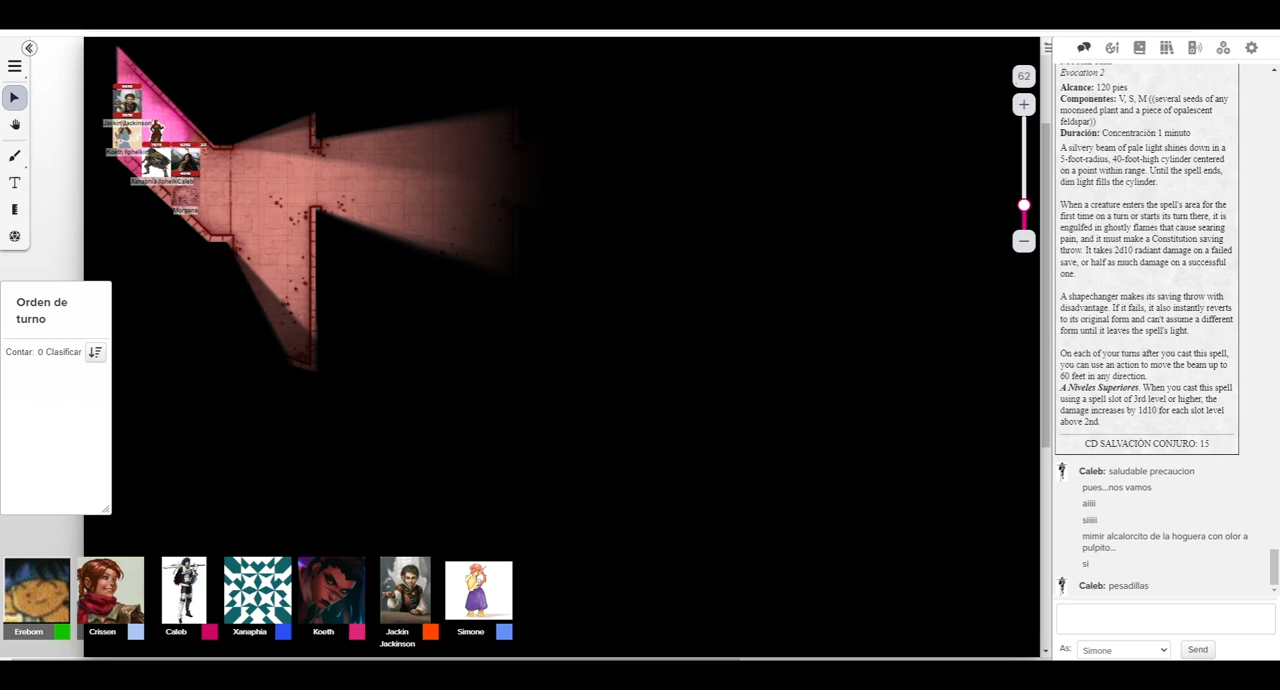 62
Jackin Jackinson
Morgana
Orden de
turno
Contar: 0 Clasificar
Ereborn
Crissen
Caleb
Xanaphia
Koeth
Jackin
Jackinson
Simone
Evocation 2
Alcance: 120 pies
Componentes: V, S, M ((several seeds of any
moonseed plant and a piece of opalescent
feldspar))
Duración: Concentración 1 minuto
A silvery beam of pale light shines down in a
5-foot-radius, 40-foot-high cylinder centered
on a point within range. Until the spell ends,
dim light fills the cylinder.
When a creature enters the spell's area for the
first time on a turn or starts its turn there, it is
engulfed in ghostly flames that cause searing
pain, and it must make a Constitution saving
throw. It takes 2d10 radiant damage on a failed
save, or half as much damage on a successful
one.
A shapechanger makes its saving throw with
disadvantage. If it fails, it also instantly reverts
to its original form and can't assume a different
form until it leaves the spell's light.
On each of your turns after you cast this spell,
you can use an action to move the beam up to
60 feet in any direction.
A Niveles Superiores. When you cast this spell
using a spell slot of 3rd level or higher, the
damage increases by 1d10 for each slot level
above 2nd.
CD SALVACIÓN CONJURO: 15
Caleb: saludable precaucion
pues...nos vamos
aiiii
siiiii
mimir alcalorcito de la hoguera con olor a
pulpito...
si
Caleb: pesadillas
As: Simone Send